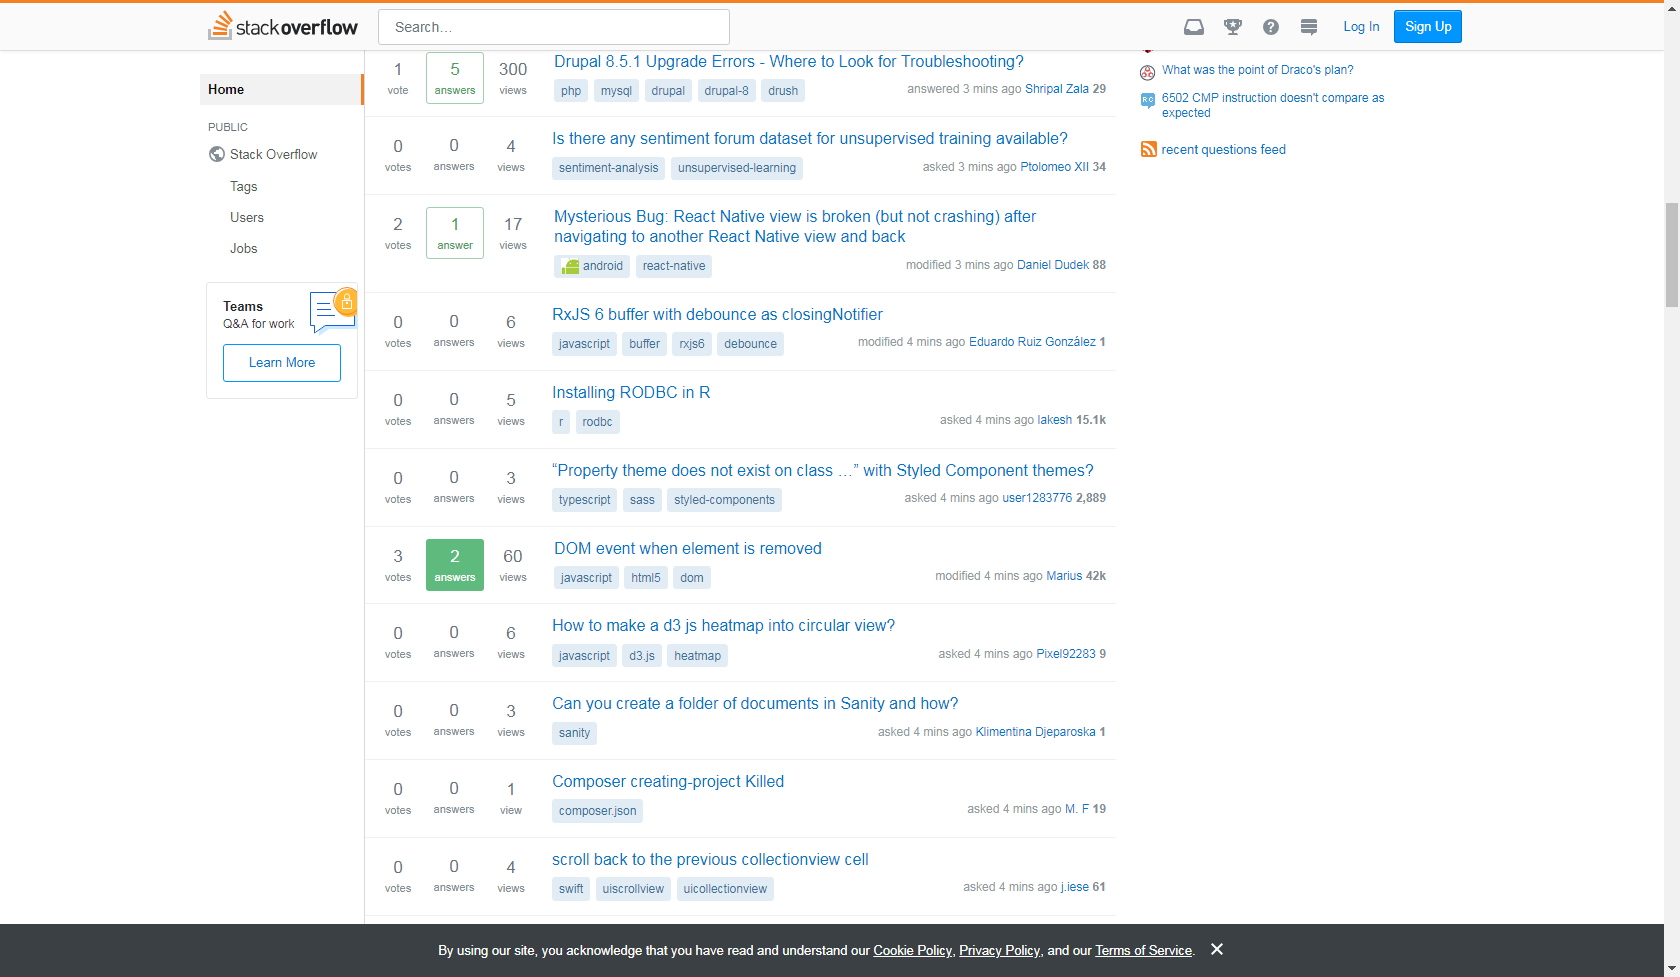 stackoverflow
Search…
Log In
Sign Up
Home
PUBLIC
Stack Overflow
Tags
Users
Jobs
Teams
Q&A for work
Learn More
1 vote
5 answers
300 views
Drupal 8.5.1 Upgrade Errors - Where to Look for Troubleshooting?
php mysql drupal drupal-8 drush
answered 3 mins ago Shripal Zala 29
0 votes
0 answers
4 views
Is there any sentiment forum dataset for unsupervised training available?
sentiment-analysis unsupervised-learning
asked 3 mins ago Ptolomeo XII 34
2 votes
1 answer
17 views
Mysterious Bug: React Native view is broken (but not crashing) after
navigating to another React Native view and back
android react-native
modified 3 mins ago Daniel Dudek 88
0 votes
0 answers
6 views
RxJS 6 buffer with debounce as closingNotifier
javascript buffer rxjs6 debounce
modified 4 mins ago Eduardo Ruiz González 1
0 votes
0 answers
5 views
Installing RODBC in R
r rodbc
asked 4 mins ago lakesh 15.1k
0 votes
0 answers
3 views
“Property theme does not exist on class …” with Styled Component themes?
typescript sass styled-components
asked 4 mins ago user1283776 2,889
3 votes
2 answers
60 views
DOM event when element is removed
javascript html5 dom
modified 4 mins ago Marius 42k
0 votes
0 answers
6 views
How to make a d3 js heatmap into circular view?
javascript d3.js heatmap
asked 4 mins ago Pixel92283 9
0 votes
0 answers
3 views
Can you create a folder of documents in Sanity and how?
sanity
asked 4 mins ago Klimentina Djeparoska 1
0 votes
0 answers
1 view
Composer creating-project Killed
composer.json
asked 4 mins ago M. F 19
0 votes
0 answers
4 views
scroll back to the previous collectionview cell
swift uiscrollview uicollectionview
asked 4 mins ago j.iese 61
What was the point of Draco's plan?
RC
6502 CMP instruction doesn't compare as
expected
recent questions feed
By using our site, you acknowledge that you have read and understand our Cookie Policy, Privacy Policy, and our Terms of Service.